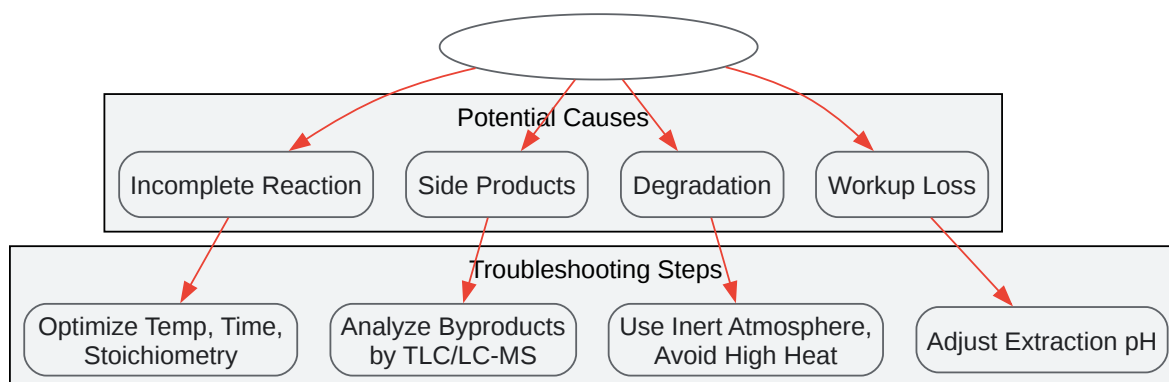 Potential Causes
Incomplete Reaction
Side Products
Degradation
Workup Loss
Troubleshooting Steps
Optimize Temp, Time,
Stoichiometry
Analyze Byproducts
by TLC/LC-MS
Use Inert Atmosphere,
Avoid High Heat
Adjust Extraction pH